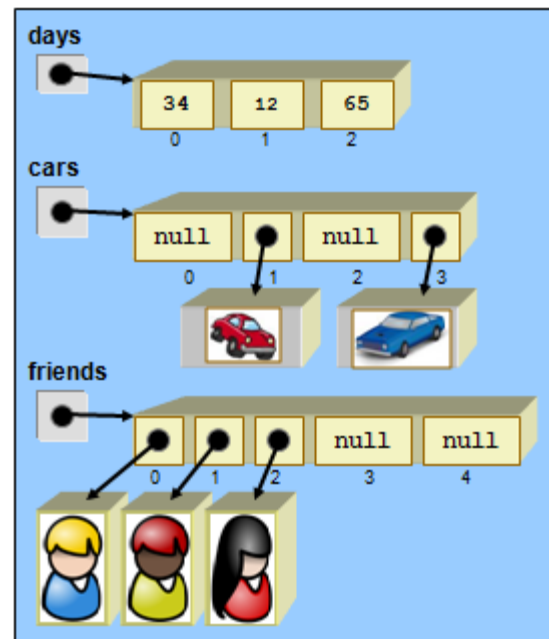 days
34 12 65
0 1 2
cars
null null
0 1 2 3
friends
null null
0 1 2 3 4